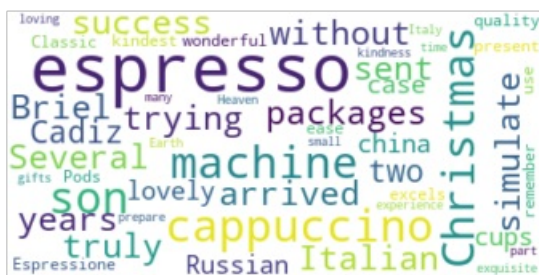 loving success without Italy quality
Classic kindest wonderful time present
espresso sent case use
Briel many Heaven kindness Christmas
Cadiz trying packages simulate
Several Earth ease small china
gifts Pods son machine two remember
lovely arrived excels
years prepare cappuccino experience cups
truly Italian part
Espressione Russian exquisite